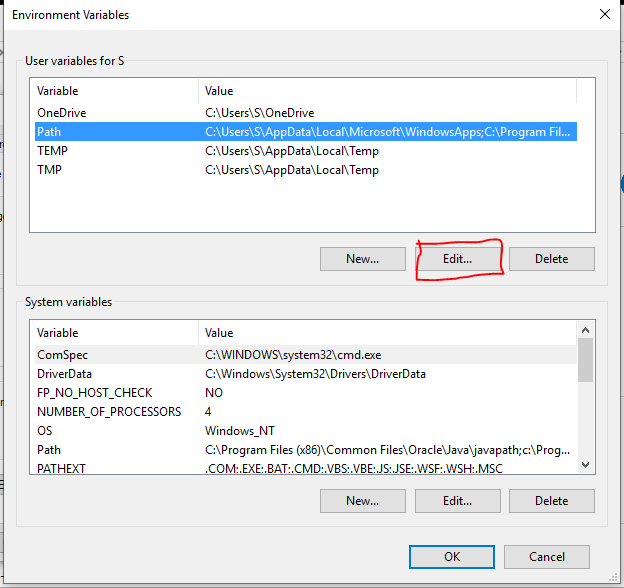 Environment Variables
User variables for S
Variable Value
OneDrive C:\Users\S\OneDrive
Path C:\Users\S\AppData\Local\Microsoft\WindowsApps;C:\Program Fil...
TEMP C:\Users\S\AppData\Local\Temp
TMP C:\Users\S\AppData\Local\Temp
New... Edit... Delete
System variables
Variable Value
ComSpec C:\WINDOWS\system32\cmd.exe
DriverData C:\Windows\System32\Drivers\DriverData
FP_NO_HOST_CHECK NO
NUMBER_OF_PROCESSORS 4
OS Windows_NT
Path C:\Program Files (x86)\Common Files\Oracle\Java\javapath;c:\Prog...
PATHEXT .COM;.EXE;.BAT;.CMD;.VBS;.VBE;.JS;.JSE;.WSF;.WSH;.MSC
New... Edit... Delete
OK Cancel